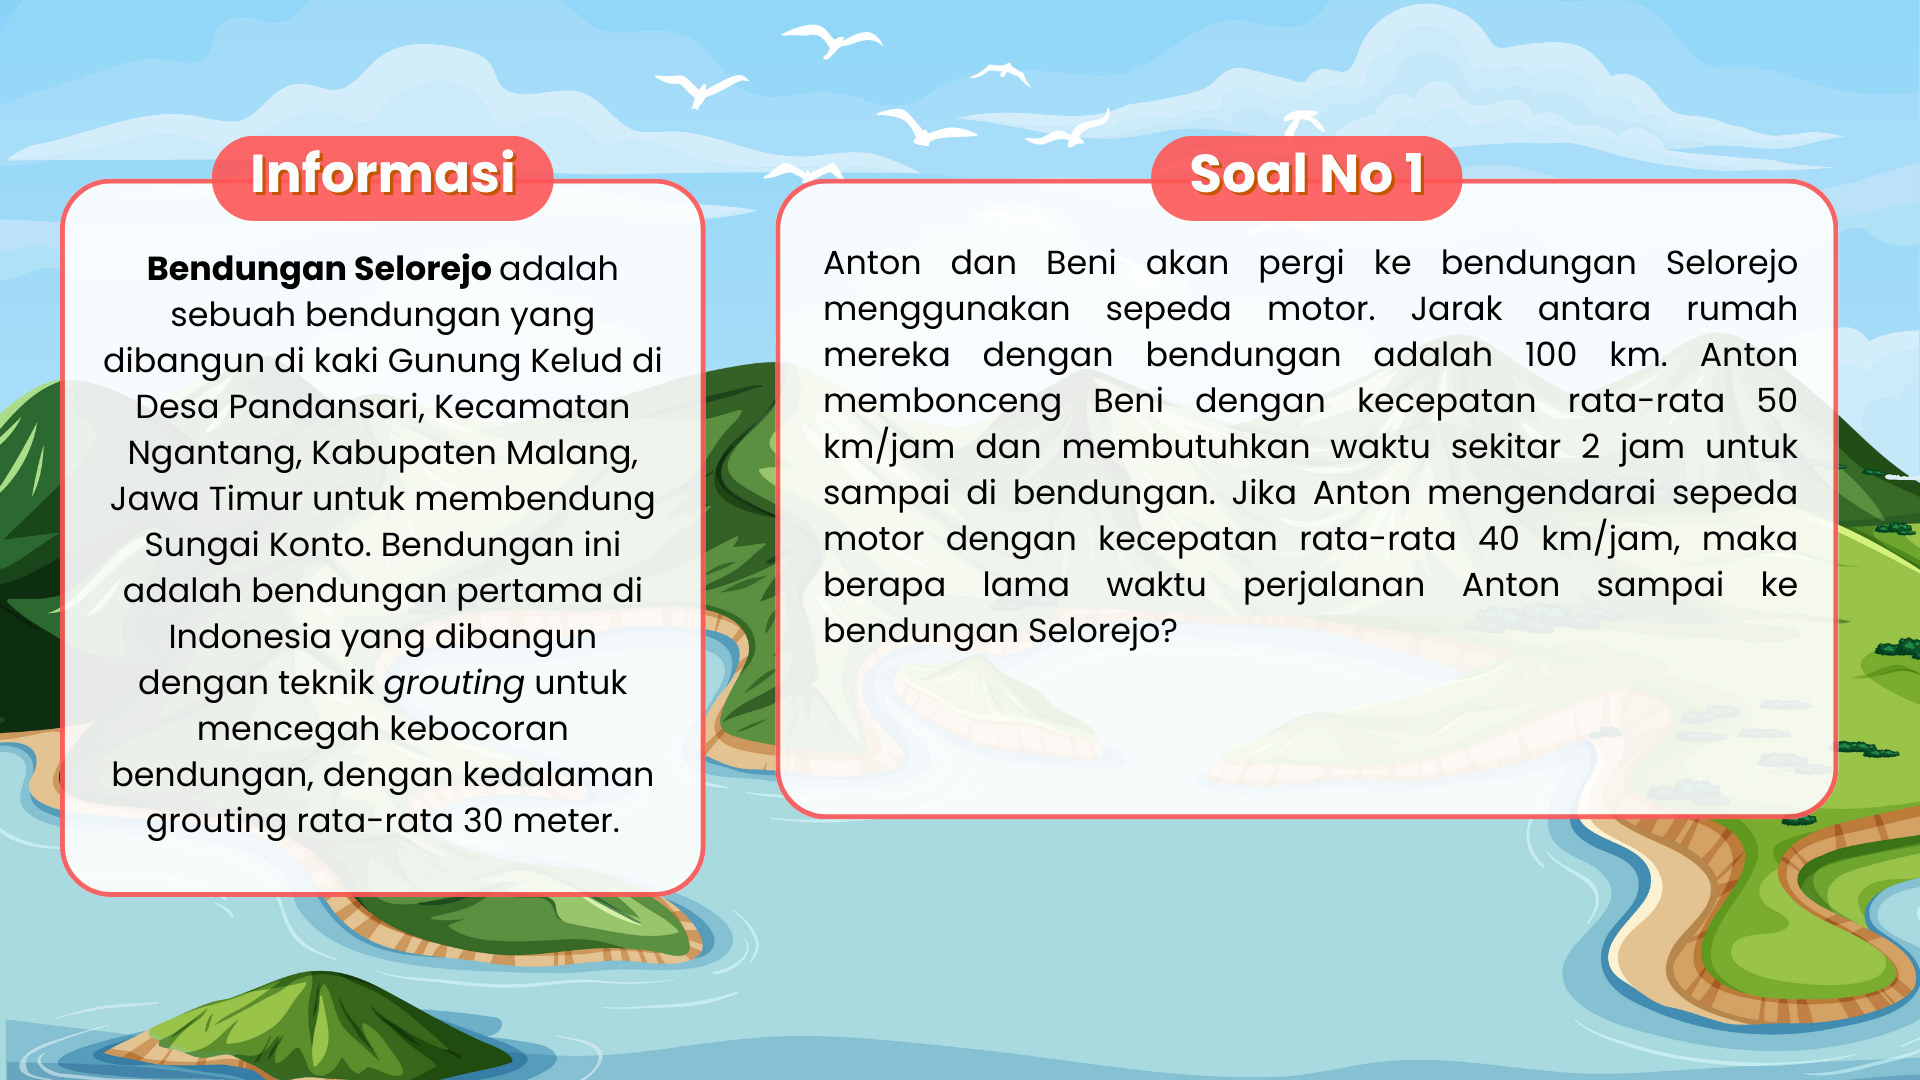 Informasi
Bendungan Selorejo adalah
sebuah bendungan yang
dibangun di kaki Gunung Kelud di
Desa Pandansari, Kecamatan
Ngantang, Kabupaten Malang,
Jawa Timur untuk membendung
Sungai Konto. Bendungan ini
adalah bendungan pertama di
Indonesia yang dibangun
dengan teknik grouting untuk
mencegah kebocoran
bendungan, dengan kedalaman
grouting rata-rata 30 meter.
Soal No 1
Anton dan Beni akan pergi ke bendungan Selorejo
menggunakan sepeda motor. Jarak antara rumah
mereka dengan bendungan adalah 100 km. Anton
membonceng Beni dengan kecepatan rata-rata 50
km/jam dan membutuhkan waktu sekitar 2 jam untuk
sampai di bendungan. Jika Anton mengendarai sepeda
motor dengan kecepatan rata-rata 40 km/jam, maka
berapa lama waktu perjalanan Anton sampai ke
bendungan Selorejo?